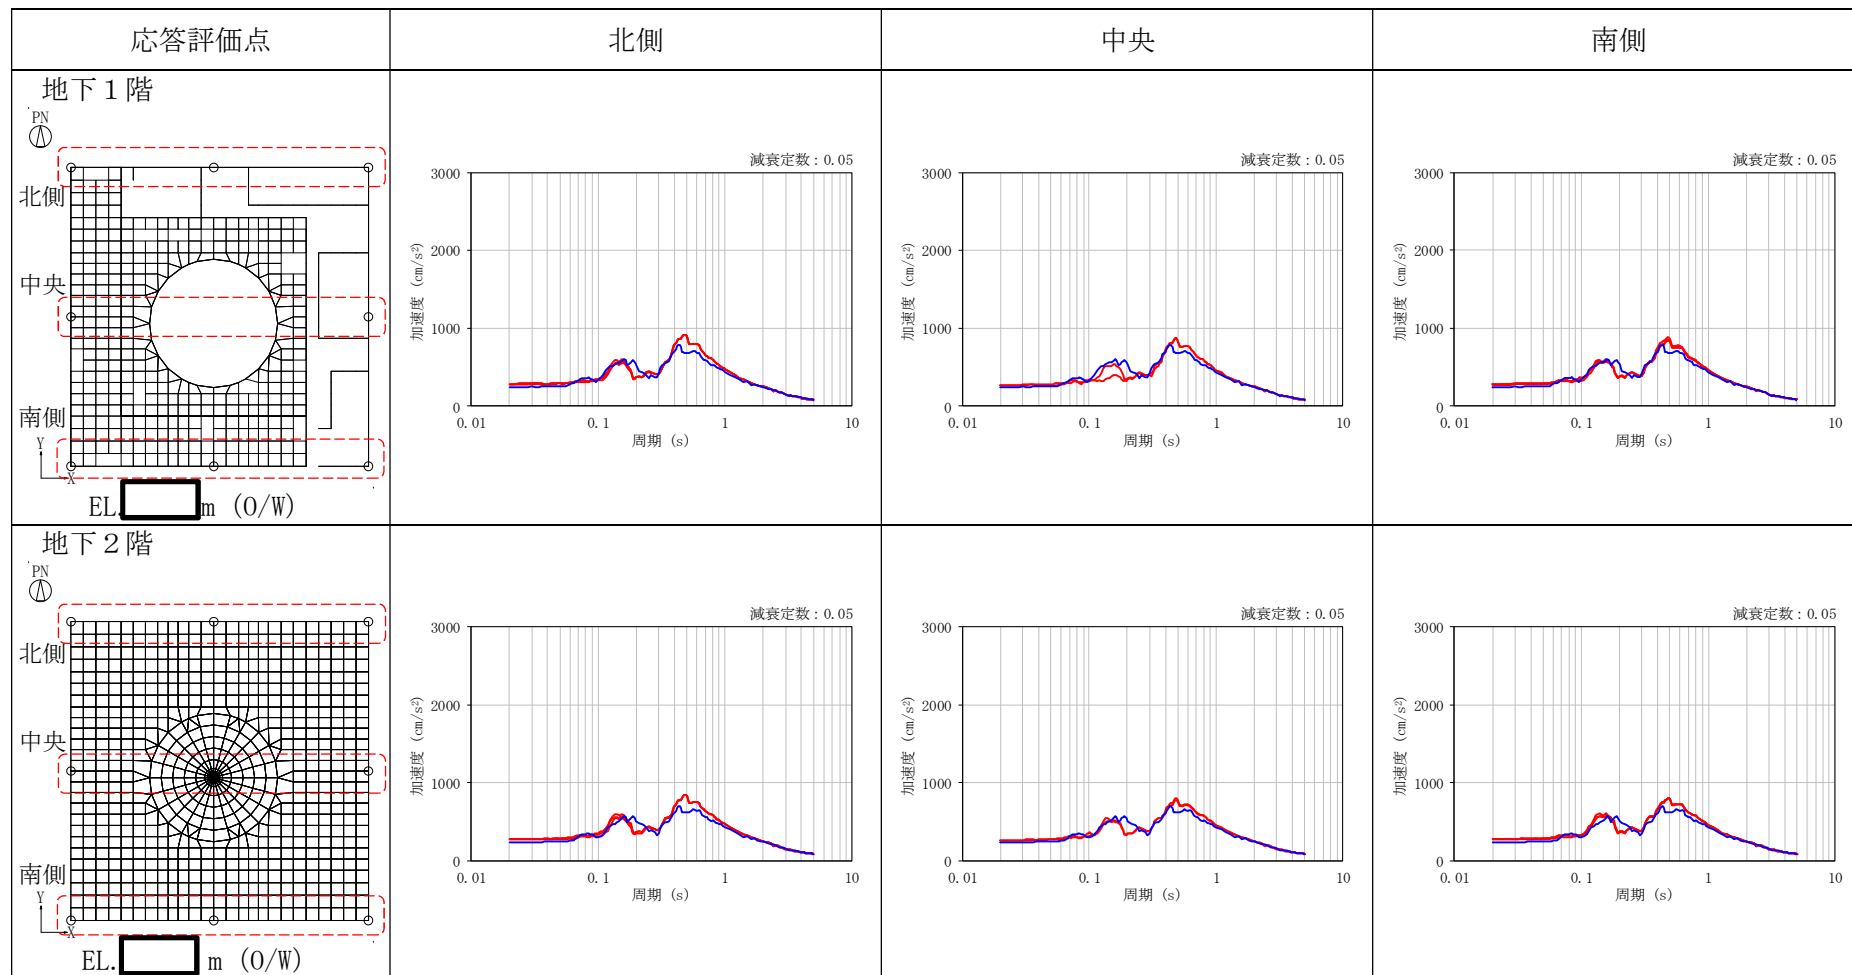 応答評価点
北側
中央
南側
地下１階
PN
北側
中央
南側
Y
X
EL. m (O/W)
減衰定数：0.05
3000
2000
1000
0
加速度 (cm/s²)
0.01
0.1
1
10
周期 (s)
減衰定数：0.05
3000
2000
1000
0
加速度 (cm/s²)
0.01
0.1
1
10
周期 (s)
減衰定数：0.05
3000
2000
1000
0
加速度 (cm/s²)
0.01
0.1
1
10
周期 (s)
地下２階
PN
北側
中央
南側
Y
X
EL. m (O/W)
減衰定数：0.05
3000
2000
1000
0
加速度 (cm/s²)
0.01
0.1
1
10
周期 (s)
減衰定数：0.05
3000
2000
1000
0
加速度 (cm/s²)
0.01
0.1
1
10
周期 (s)
減衰定数：0.05
3000
2000
1000
0
加速度 (cm/s²)
0.01
0.1
1
10
周期 (s)